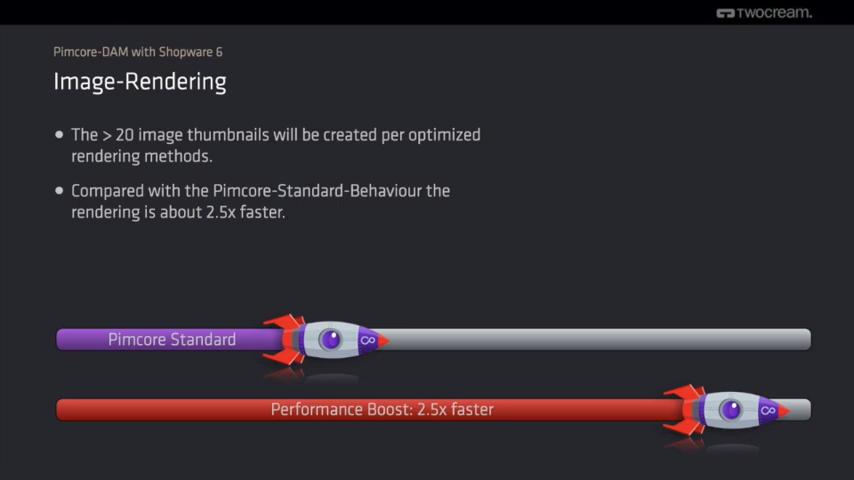 TWOCREAM.
Pimcore-DAM with Shopware 6
Image-Rendering
• The > 20 image thumbnails will be created per optimized
rendering methods.
• Compared with the Pimcore-Standard-Behaviour the
rendering is about 2.5x faster.
Pimcore Standard
Performance Boost: 2.5x faster